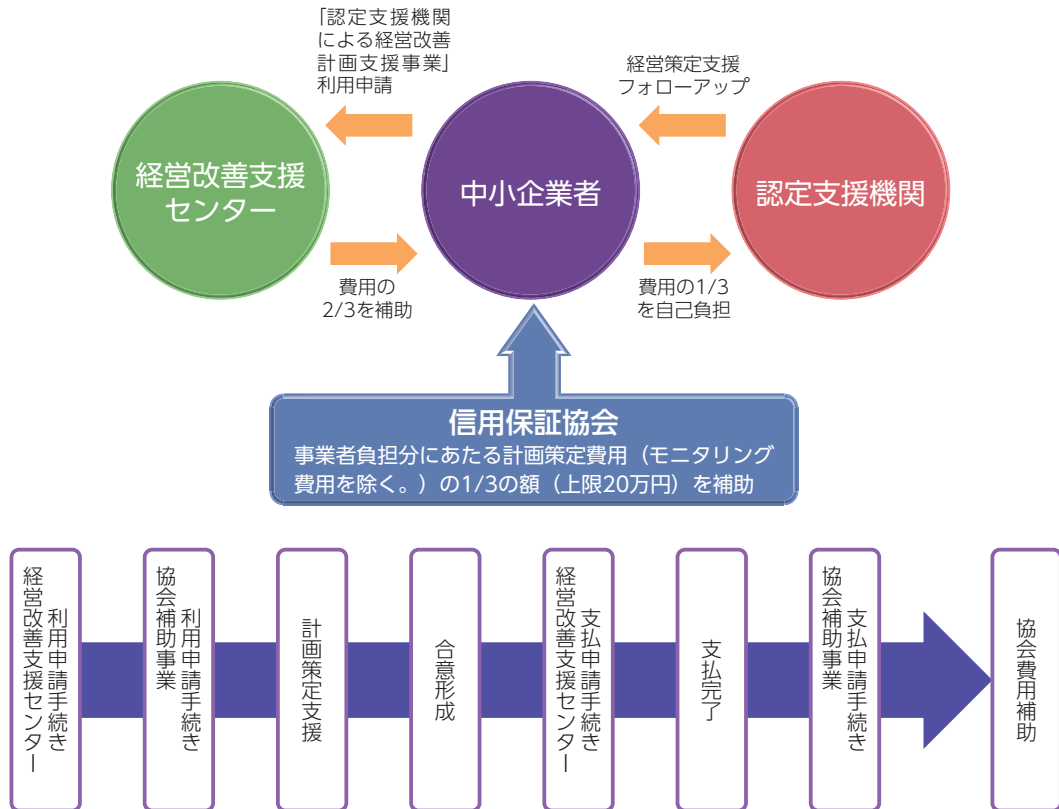 「認定支援機関
による経営改善
計画支援事業」
利用申請
経営策定支援
フォローアップ
経営改善支援
センター
中小企業者
認定支援機関
費用の
2/3を補助
費用の1/3
を自己負担
信用保証協会
事業者負担分にあたる計画策定費用（モニタリング
費用を除く。）の1/3の額（上限20万円）を補助
経営改善支援センター
利用申請手続き
協会補助事業
利用申請手続き
計画策定支援
合意形成
経営改善支援センター
支払申請手続き
支払完了
協会補助事業
支払申請手続き
協会費用補助